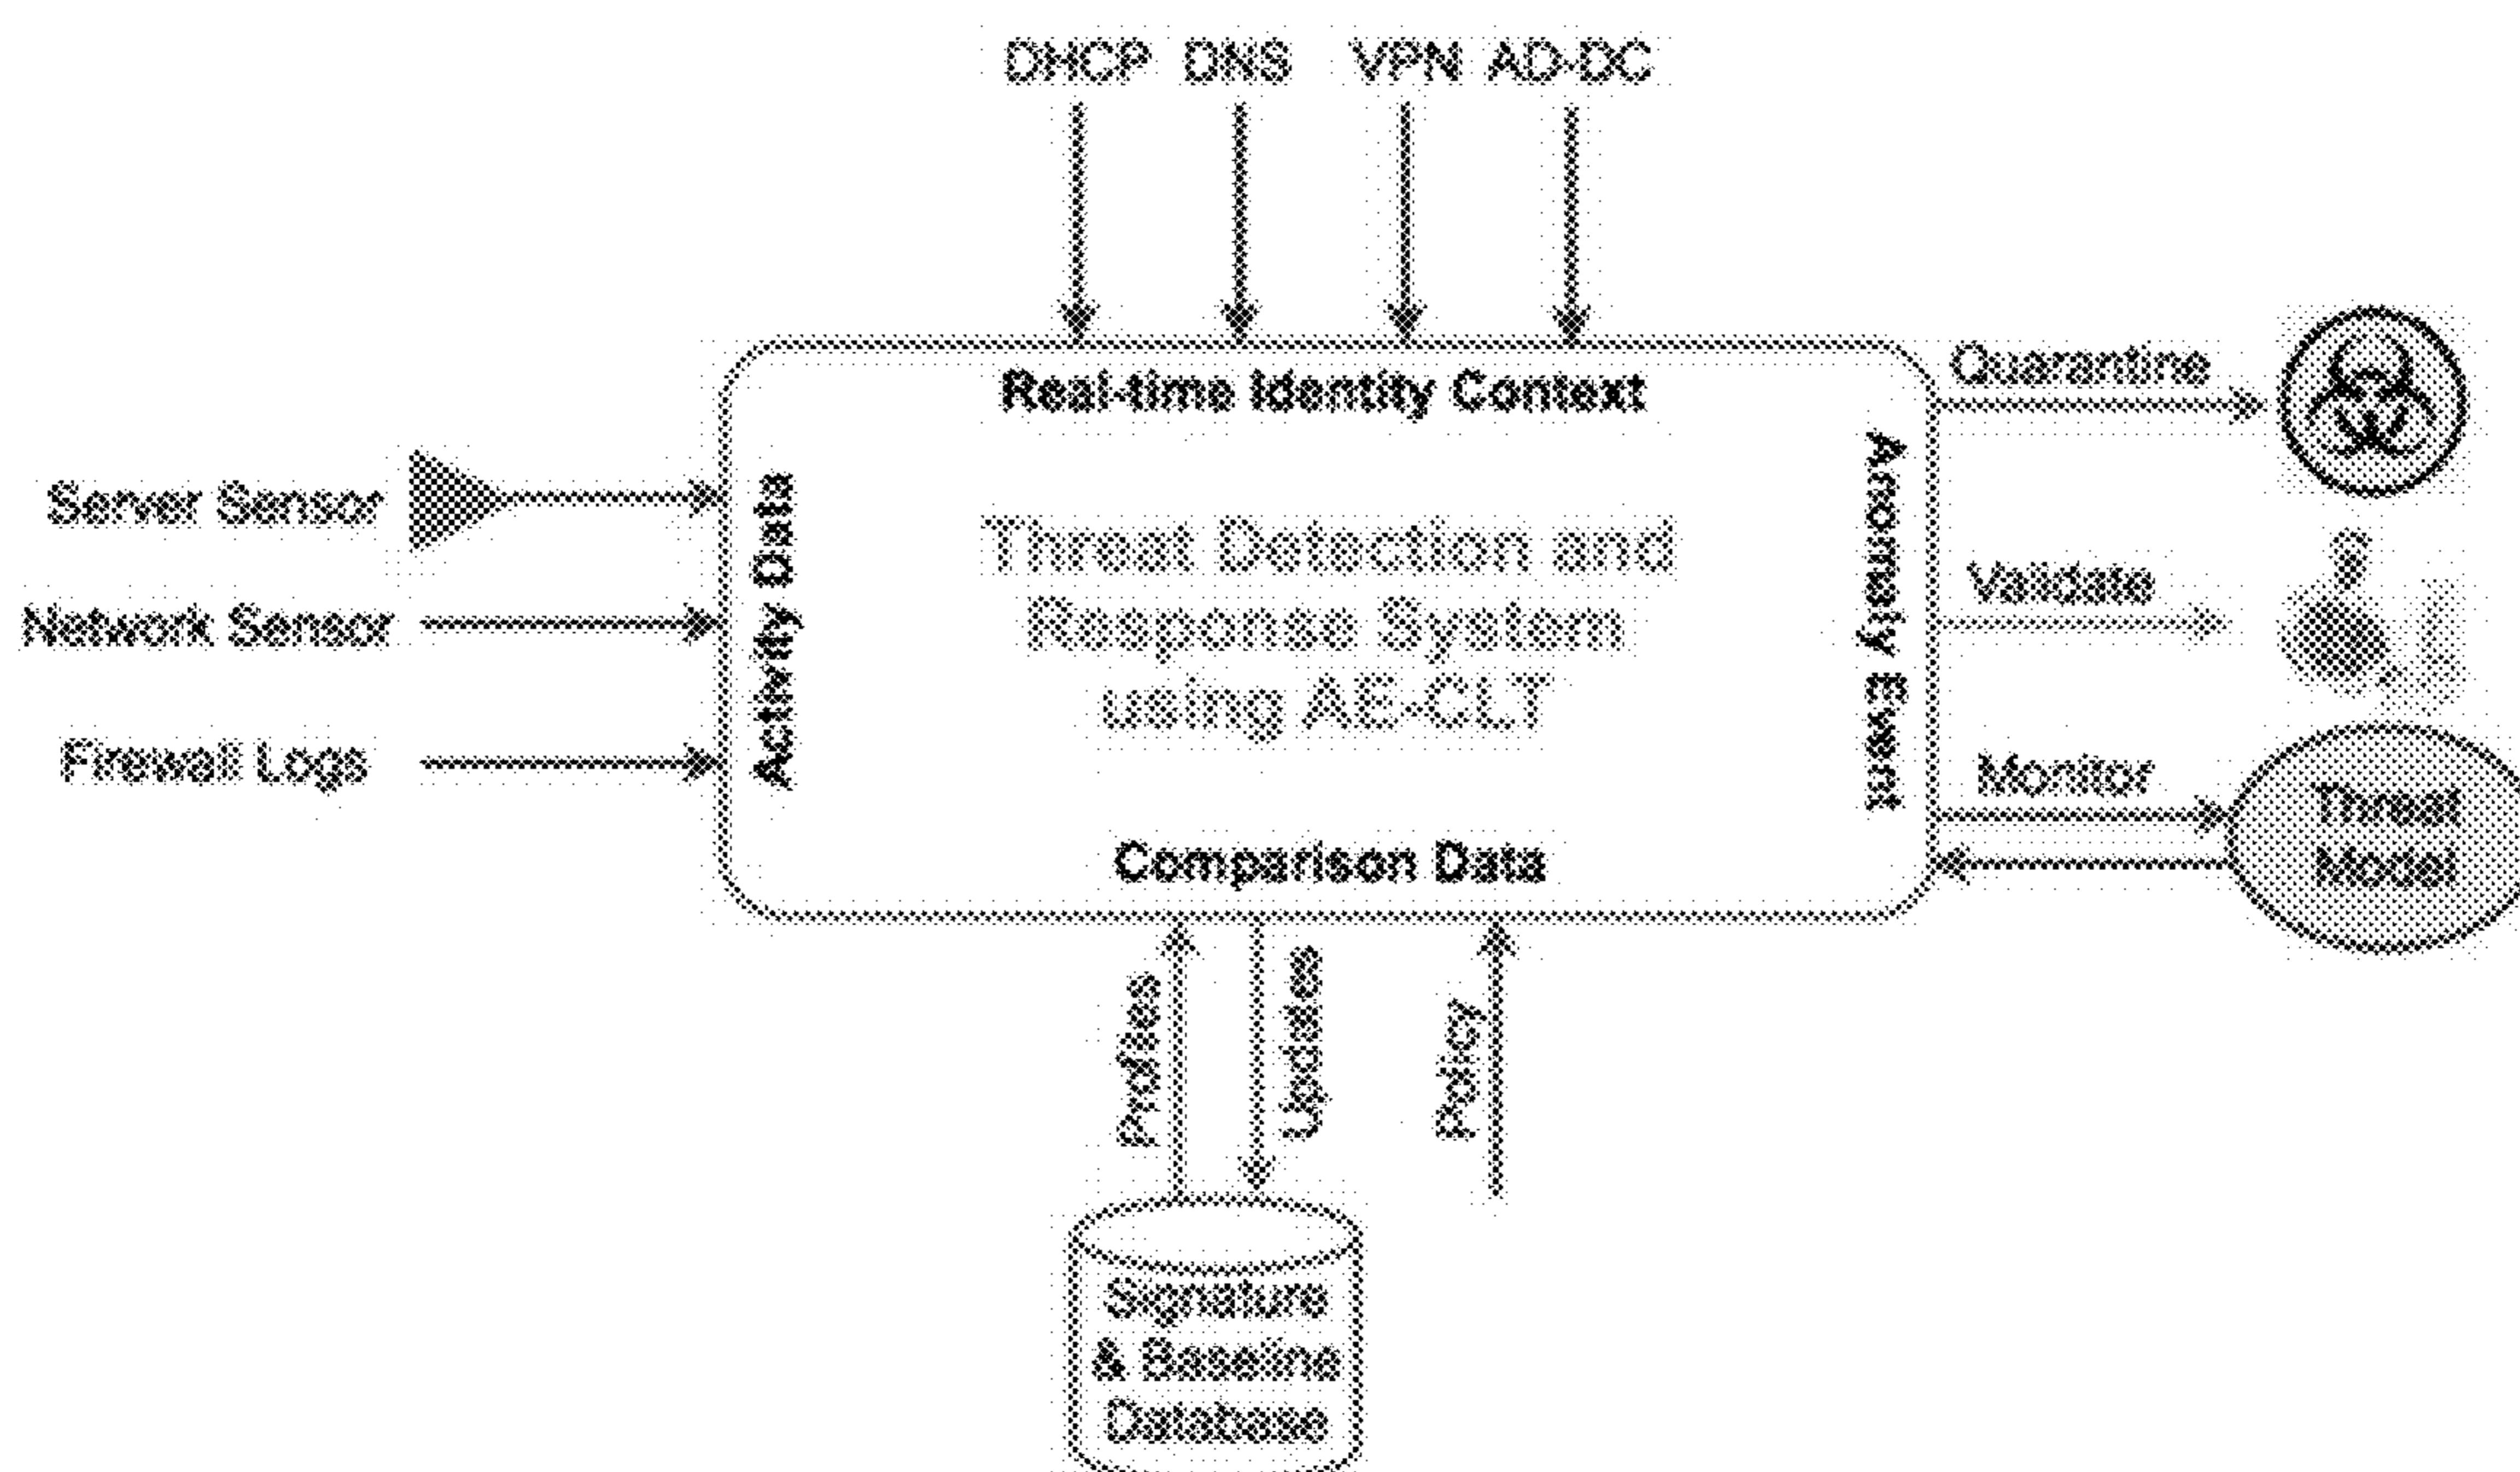 DHCP DNS VPN AD-DC
Real-time Identity Context
Quarantine
Server Sensor
Network Sensor
Firewall Logs
Activity Data
Threat Detection and
Response System
using AE-CLT
Anomaly Event
Validate
Monitor
Threat
Model
Comparison Data
Profiles
Updates
Policy
Signature
& Baseline
Database